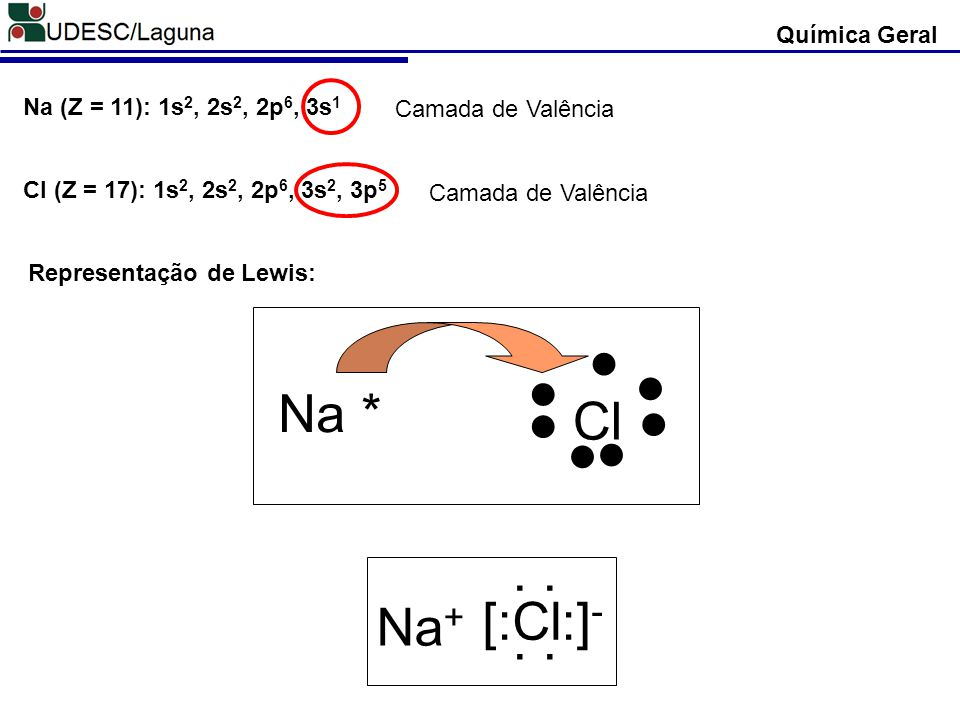 UDESC/Laguna
Química Geral
Na (Z = 11): 1s², 2s², 2p⁶, 3s¹ Camada de Valência
Cl (Z = 17): 1s², 2s², 2p⁶, 3s², 3p⁵ Camada de Valência
Representação de Lewis:
Na * Cl
Na⁺ [:Cl:]⁻